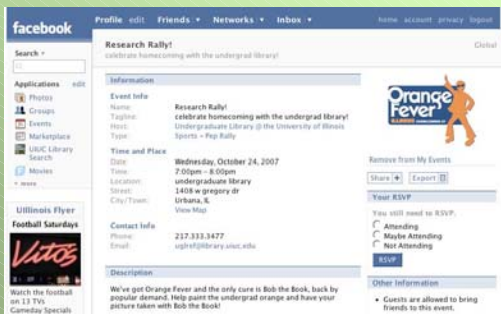 facebook
Profile edit Friends ▾ Networks ▾ Inbox ▾ home account privacy logout
Search ▾
Applications edit
Photos
Groups
Events
Marketplace
UIUC Library
Search
Movies
▾ more
UIllinois Flyer
Football Saturdays
Vitos
Watch the football
on 13 TVs
Gameday Specials
Research Rally!
celebrate homecoming with the undergrad library!
Global
Information
Event Info
Name: Research Rally!
Tagline: celebrate homecoming with the undergrad library!
Host: Undergraduate Library @ the University of Illinois
Type: Sports - Pep Rally
Time and Place
Date: Wednesday, October 24, 2007
Time: 7:00pm - 8:00pm
Location: undergraduate library
Street: 1408 w gregory dr
City/Town: Urbana, IL
View Map
Contact Info
Phone: 217.333.3477
Email: uglref@library.uiuc.edu
Description
We've got Orange Fever and the only cure is Bob the Book, back by
popular demand. Help paint the undergrad orange and have your
picture taken with Bob the Book!
Orange
Fever
ILLINOIS
Remove from My Events
Share + Export
Your RSVP
You still need to RSVP.
Attending
Maybe Attending
Not Attending
RSVP
Other Information
• Guests are allowed to bring
friends to this event.